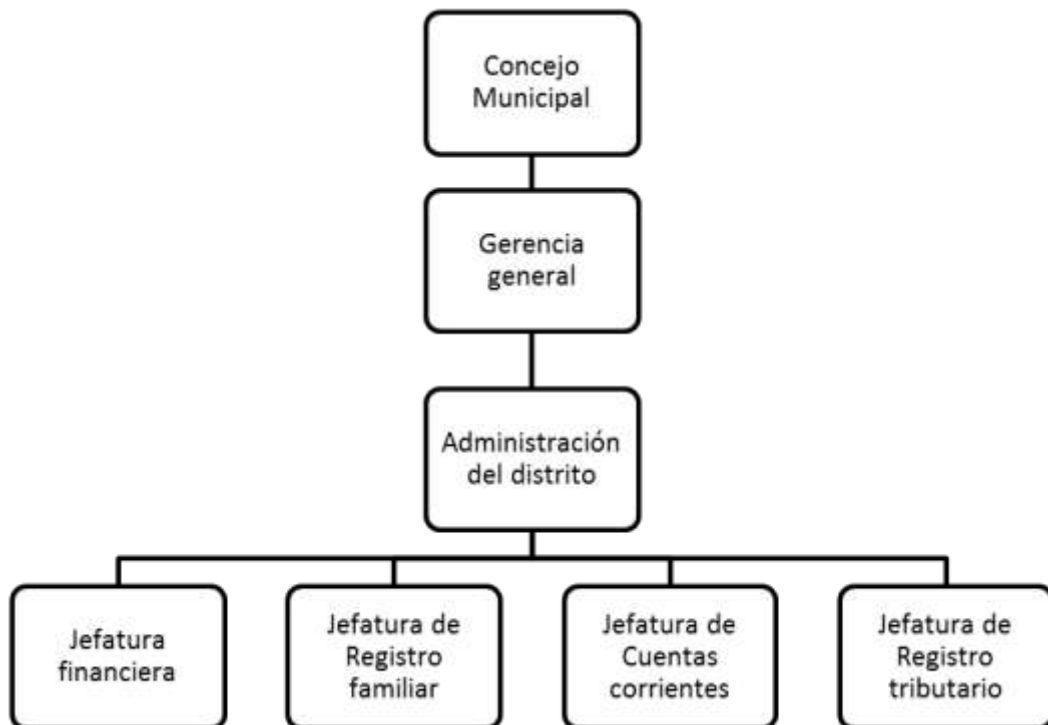 Concejo
Municipal
Gerencia
general
Administración
del distrito
Jefatura
financiera
Jefatura de
Registro
familiar
Jefatura de
Cuentas
corrientes
Jefatura de
Registro
tributario